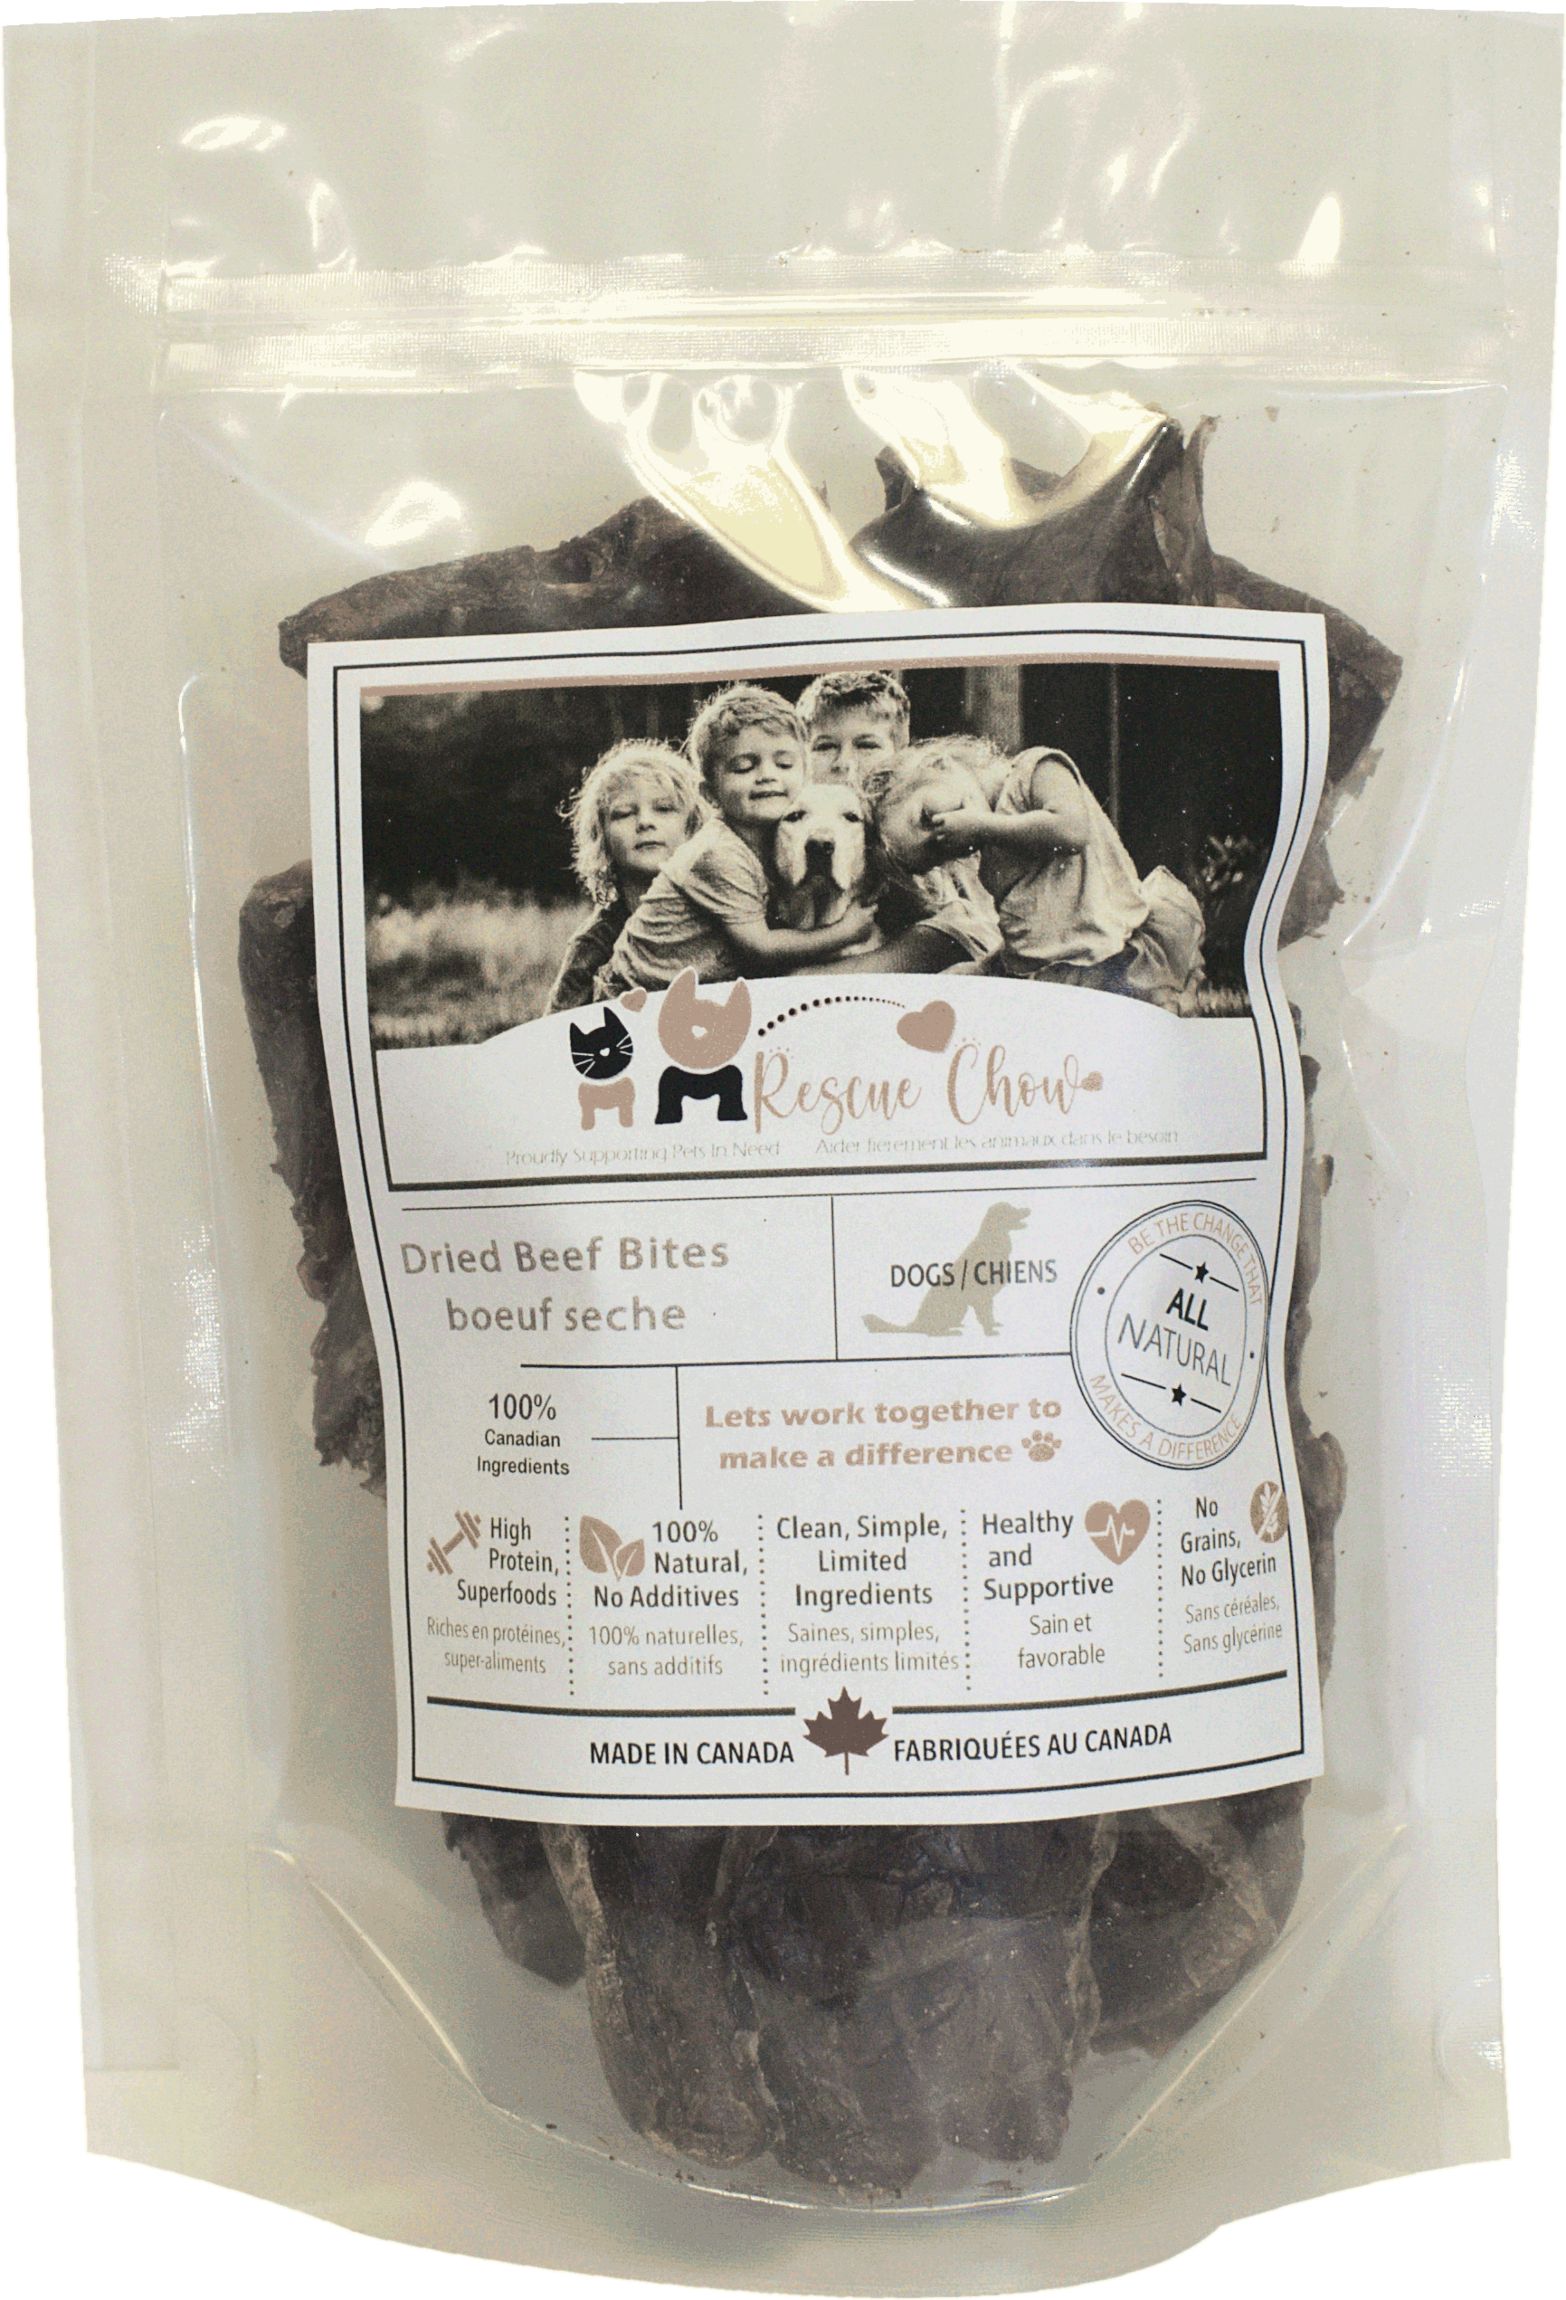 Rescue Chow
Proudly Supporting Pets In Need Aider fierement les animaux dans le besoin
Dried Beef Bites
boeuf seche
DOGS / CHIENS
BE THE CHANGE THAT
ALL
NATURAL
MAKES A DIFFERENCE
100%
Canadian
Ingredients
Lets work together to
make a difference
High
Protein,
Superfoods
Riches en protéines,
super-aliments
100%
Natural,
No Additives
100% naturelles,
sans additifs
Clean, Simple,
Limited
Ingredients
Saines, simples,
ingrédients limités
Healthy
and
Supportive
Sain et
favorable
No
Grains,
No Glycerin
Sans céréales,
Sans glycérine
MADE IN CANADA FABRIQUÉES AU CANADA